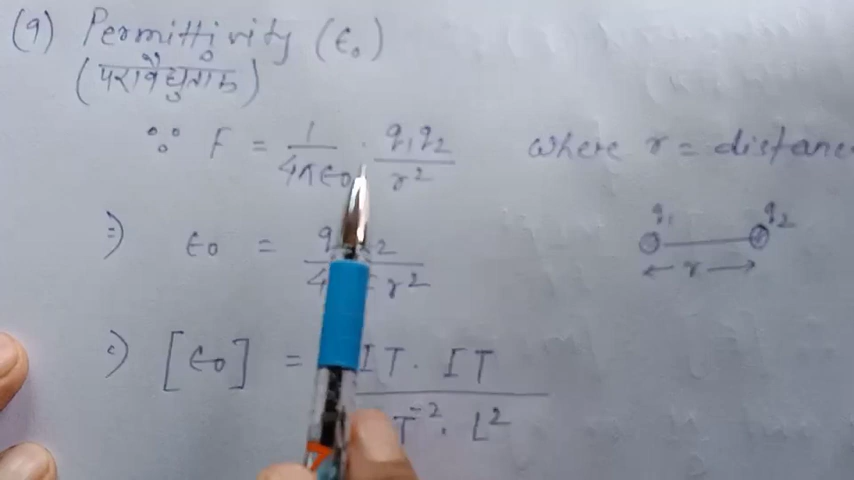 (9) Permittivity (ϵ₀)
(परावैद्युतांक)
∵ F = 1/4πϵ₀ · q₁q₂/r² where r = distance
q₁ q₂
⇒ ϵ₀ = q 2/4 r²
r
∴) [ϵ₀] = IT · IT/T⁻² · L²